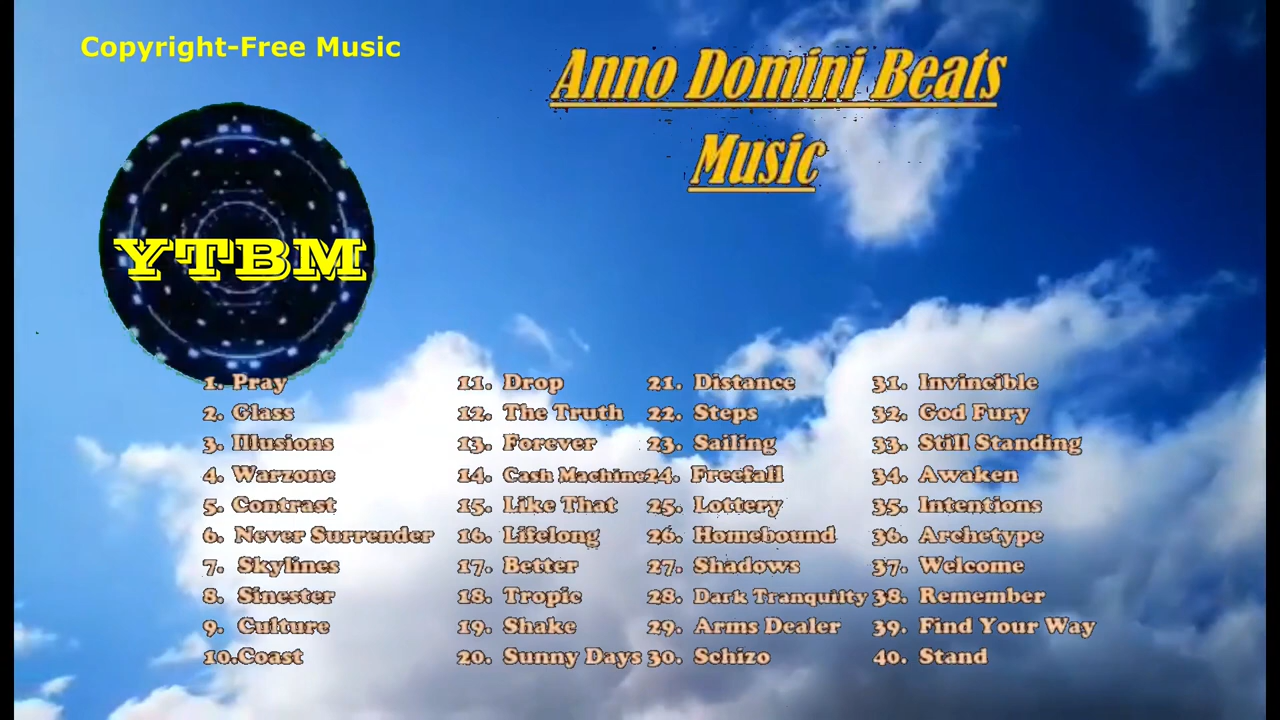 Copyright-Free Music
Anno Domini Beats
Music
YTBM
1. Pray
2. Glass
3. Illusions
4. Warzone
5. Contrast
6. Never Surrender
7. Skylines
8. Sinester
9. Culture
10.Coast
11. Drop
12. The Truth
13. Forever
14. Cash Machine
15. Like That
16. Lifelong
17. Better
18. Tropic
19. Shake
20. Sunny Days
21. Distance
22. Steps
23. Sailing
24. Freefall
25. Lottery
26. Homebound
27. Shadows
28. Dark Tranquilty
29. Arms Dealer
30. Schizo
31. Invincible
32. God Fury
33. Still Standing
34. Awaken
35. Intentions
36. Archetype
37. Welcome
38. Remember
39. Find Your Way
40. Stand